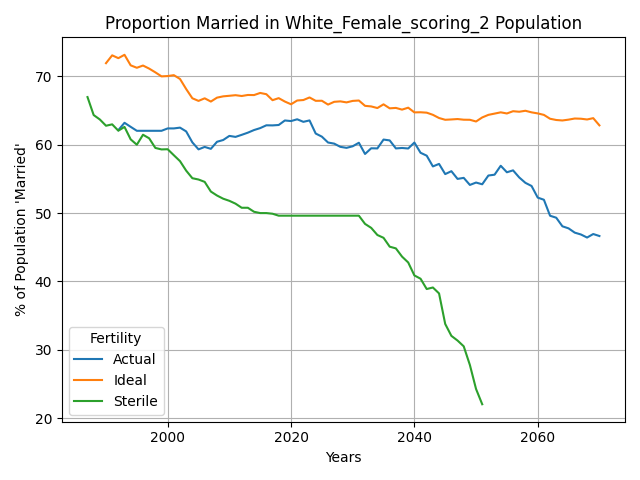 Proportion Married in White_Female_scoring_2 Population
% of Population 'Married'
70
60
50
40
30
20
Fertility
Actual
Ideal
Sterile
2000 2020 2040 2060
Years